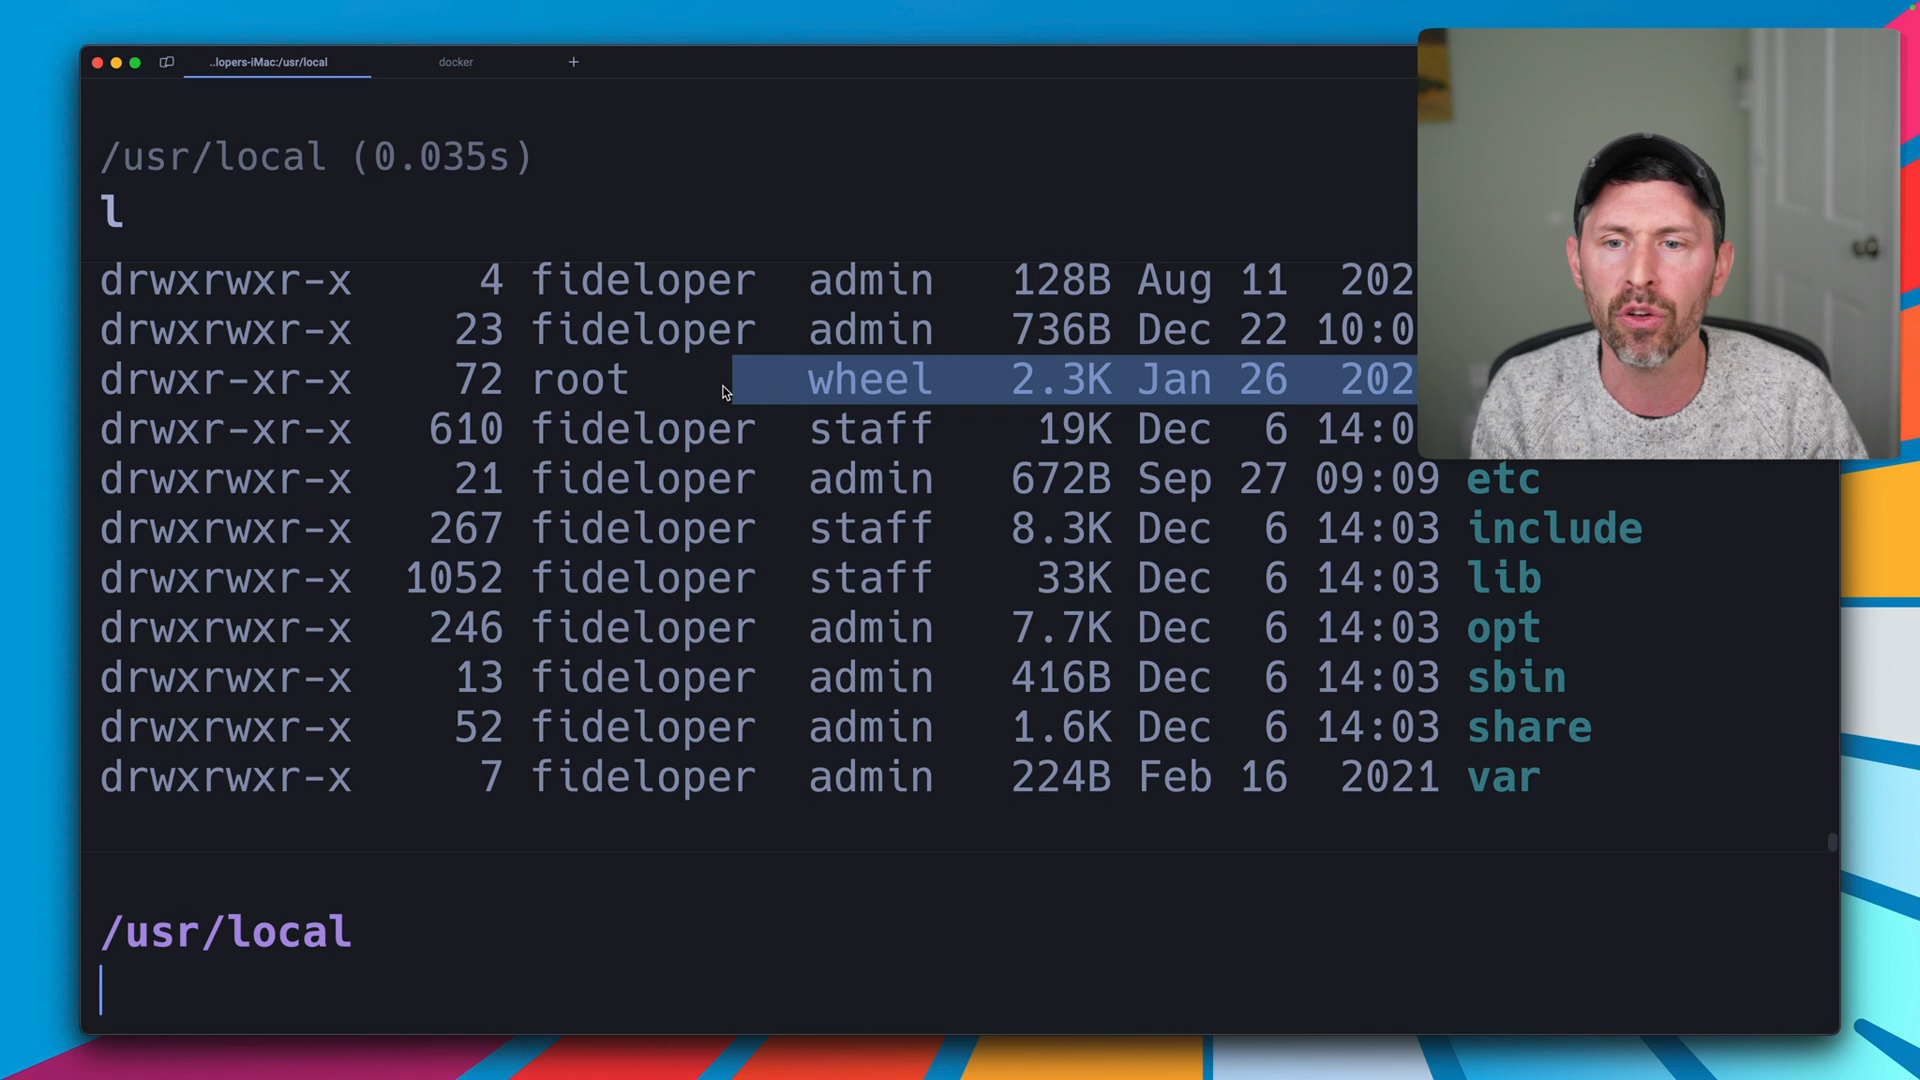 ..lopers-iMac:/usr/local docker +
/usr/local (0.035s)
l
drwxrwxr-x 4 fideloper admin 128B Aug 11 202
drwxrwxr-x 23 fideloper admin 736B Dec 22 10:0
drwxr-xr-x 72 root wheel 2.3K Jan 26 202
drwxr-xr-x 610 fideloper staff 19K Dec 6 14:0
drwxrwxr-x 21 fideloper admin 672B Sep 27 09:09 etc
drwxrwxr-x 267 fideloper staff 8.3K Dec 6 14:03 include
drwxrwxr-x 1052 fideloper staff 33K Dec 6 14:03 lib
drwxrwxr-x 246 fideloper admin 7.7K Dec 6 14:03 opt
drwxrwxr-x 13 fideloper admin 416B Dec 6 14:03 sbin
drwxrwxr-x 52 fideloper admin 1.6K Dec 6 14:03 share
drwxrwxr-x 7 fideloper admin 224B Feb 16 2021 var
/usr/local